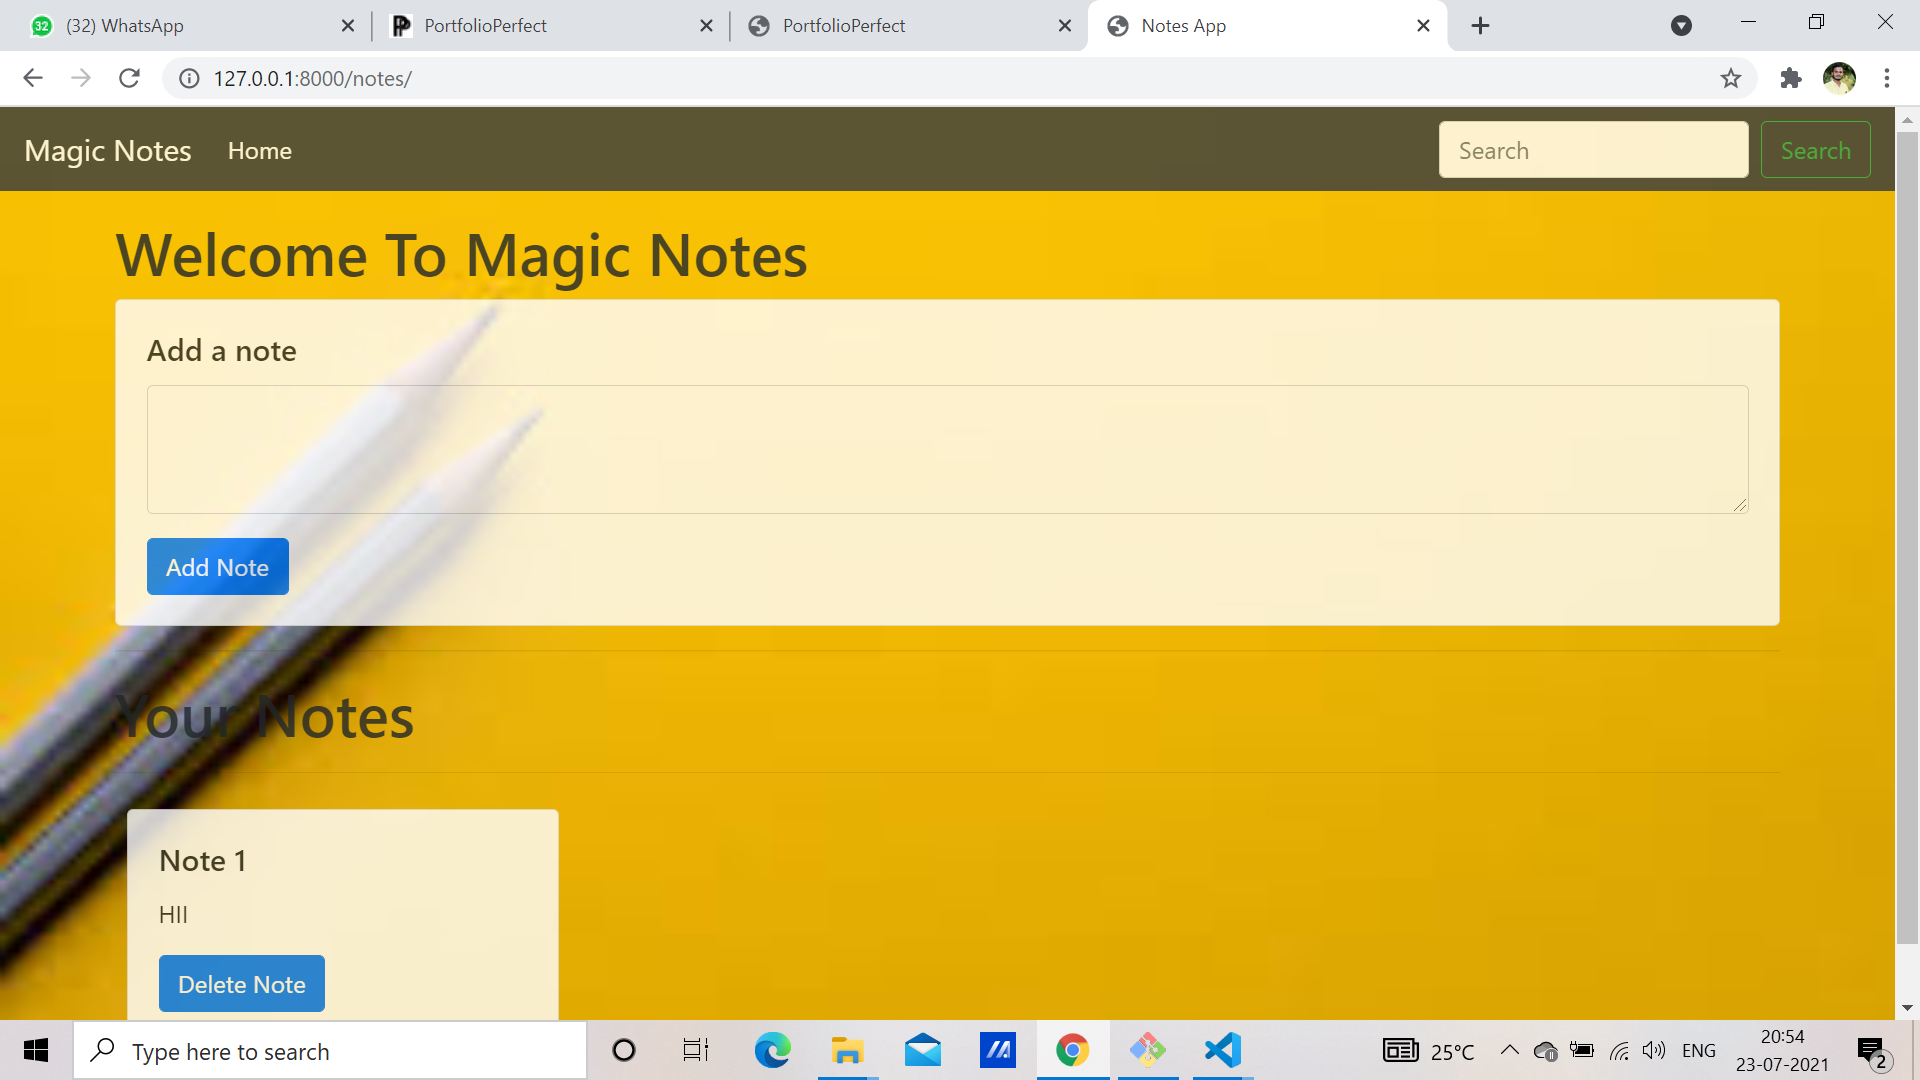 32 (32) WhatsApp
PortfolioPerfect
PortfolioPerfect
Notes App
127.0.0.1:8000/notes/
Magic Notes Home Search Search
Welcome To Magic Notes
Add a note
Add Note
Your Notes
Note 1
HII
Delete Note
Type here to search
25°C
ENG
20:54
23-07-2021
2